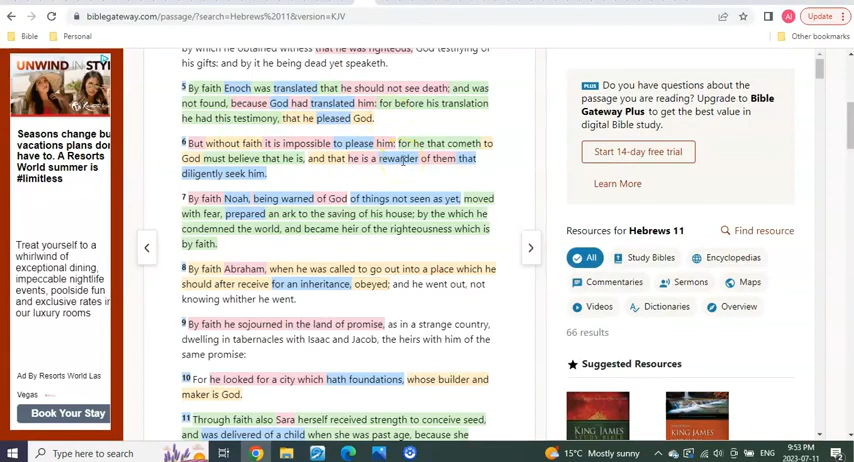 biblegateway.com/passage/?search=Hebrews%2011&version=KJV
AI
Update
Bible
Personal
Other bookmarks
UNWIND IN STY
Seasons change bu
vacations plans don
have to. A Resorts
World summer is
#limitless
Treat yourself to a
whirlwind of
exceptional dining,
impeccable nightlife
events, poolside fun
and exclusive rates in
our luxury rooms
Ad By Resorts World Las
Vegas
Book Your Stay
by which he obtained witness that he was righteous, God testifying of
his gifts: and by it he being dead yet speaketh.
5 By faith Enoch was translated that he should not see death; and was
not found, because God had translated him: for before his translation
he had this testimony, that he pleased God.
6 But without faith it is impossible to please him: for he that cometh to
God must believe that he is, and that he is a rewarder of them that
diligently seek him.
7 By faith Noah, being warned of God of things not seen as yet, moved
with fear, prepared an ark to the saving of his house; by the which he
condemned the world, and became heir of the righteousness which is
by faith.
8 By faith Abraham, when he was called to go out into a place which he
should after receive for an inheritance, obeyed; and he went out, not
knowing whither he went.
9 By faith he sojourned in the land of promise, as in a strange country,
dwelling in tabernacles with Isaac and Jacob, the heirs with him of the
same promise:
10 For he looked for a city which hath foundations, whose builder and
maker is God.
11 Through faith also Sara herself received strength to conceive seed,
and was delivered of a child when she was past age, because she
PLUS Do you have questions about the
passage you are reading? Upgrade to Bible
Gateway Plus to get the best value in
digital Bible study.
Start 14-day free trial
Learn More
Resources for Hebrews 11
Find resource
All
Study Bibles
Encyclopedias
Commentaries
Sermons
Maps
Videos
Dictionaries
Overview
66 results
Suggested Resources
KING JAMES
KING JAMES
Type here to search
15°C Mostly sunny
ENG
9:53 PM
2023-07-11
2